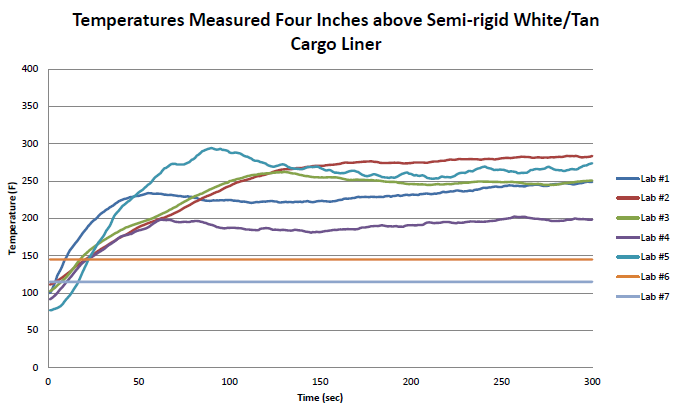 Temperatures Measured Four Inches above Semi-rigid White/Tan
Cargo Liner
400
350
300
250
200
150
100
50
0
Temperature (F)
0 50 100 150 200 250 300
Time (sec)
Lab #1
Lab #2
Lab #3
Lab #4
Lab #5
Lab #6
Lab #7